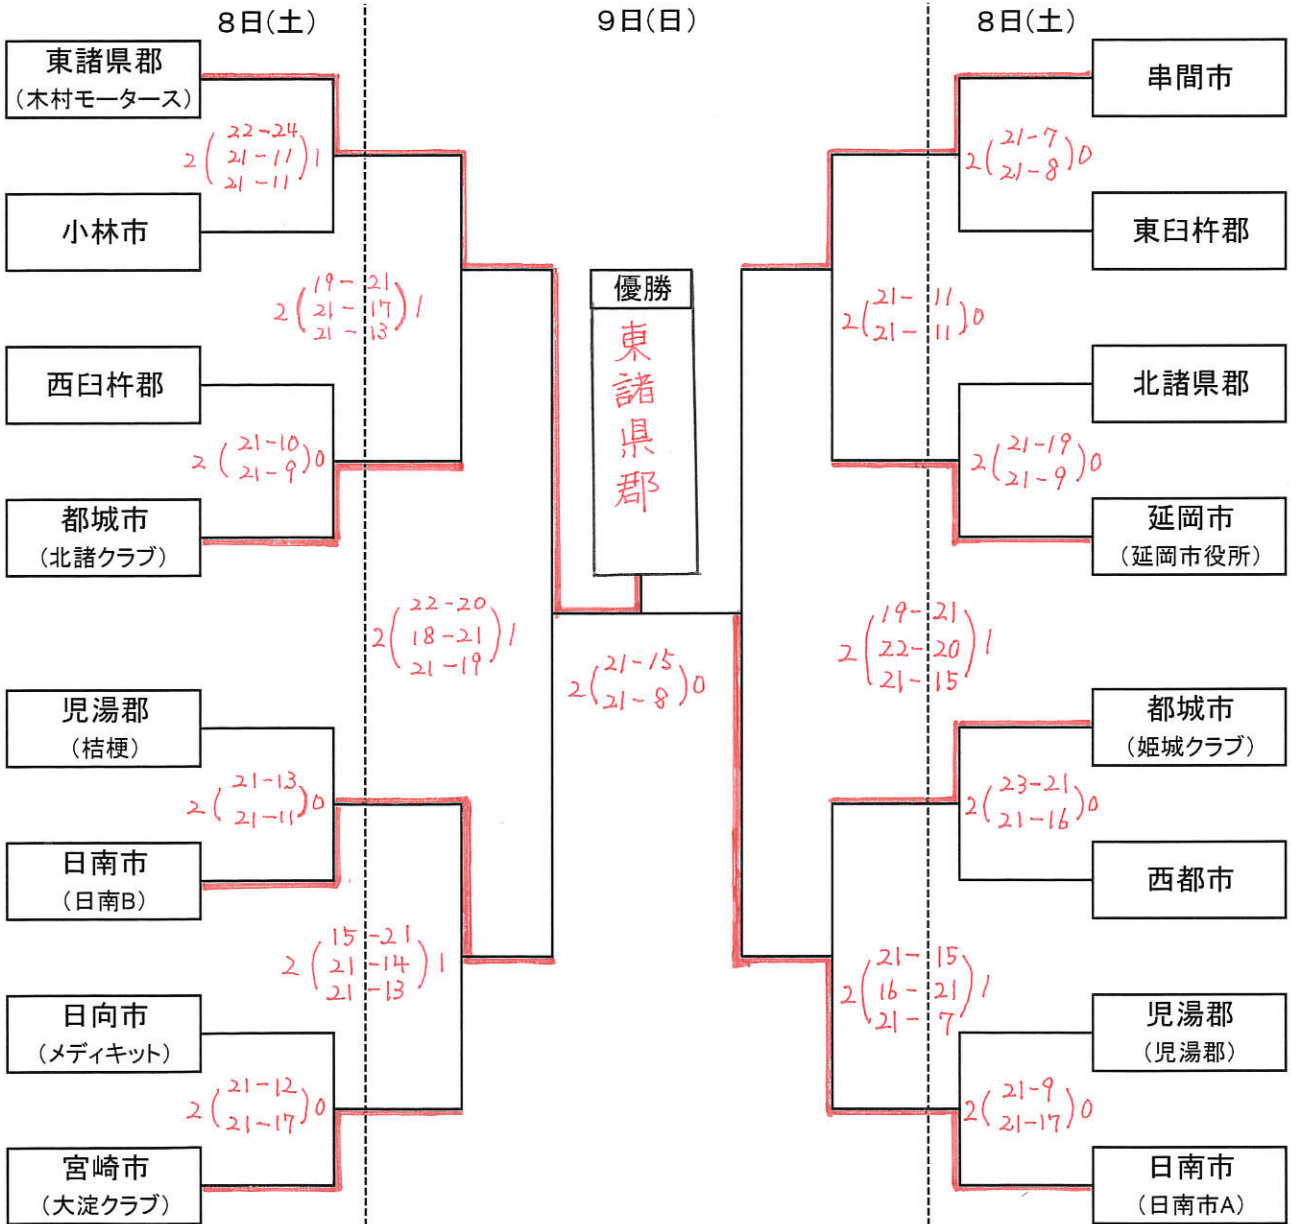 8日(土)
9日(日)
8日(土)
東諸県郡
(木村モータース)
2(22-24
21-11
21-11)1
小林市
2(19-21
21-17
21-13)1
西臼杵郡
2(21-10
21-9)0
都城市
(北諸クラブ)
2(22-20
18-21
21-19)1
児湯郡
(桔梗)
2(21-13
21-11)0
日南市
(日南B)
2(15-21
21-14
21-13)1
日向市
(メディキット)
2(21-12
21-17)0
宮崎市
(大淀クラブ)
優勝
東諸県郡
2(21-15
21-8)0
串間市
2(21-7
21-8)0
東臼杵郡
2(21-11
21-11)0
北諸県郡
2(21-19
21-9)0
延岡市
(延岡市役所)
2(19-21
22-20
21-15)1
都城市
(姫城クラブ)
2(23-21
21-16)0
西都市
2(21-15
16-21
21-7)1
児湯郡
(児湯郡)
2(21-9
21-17)0
日南市
(日南市A)